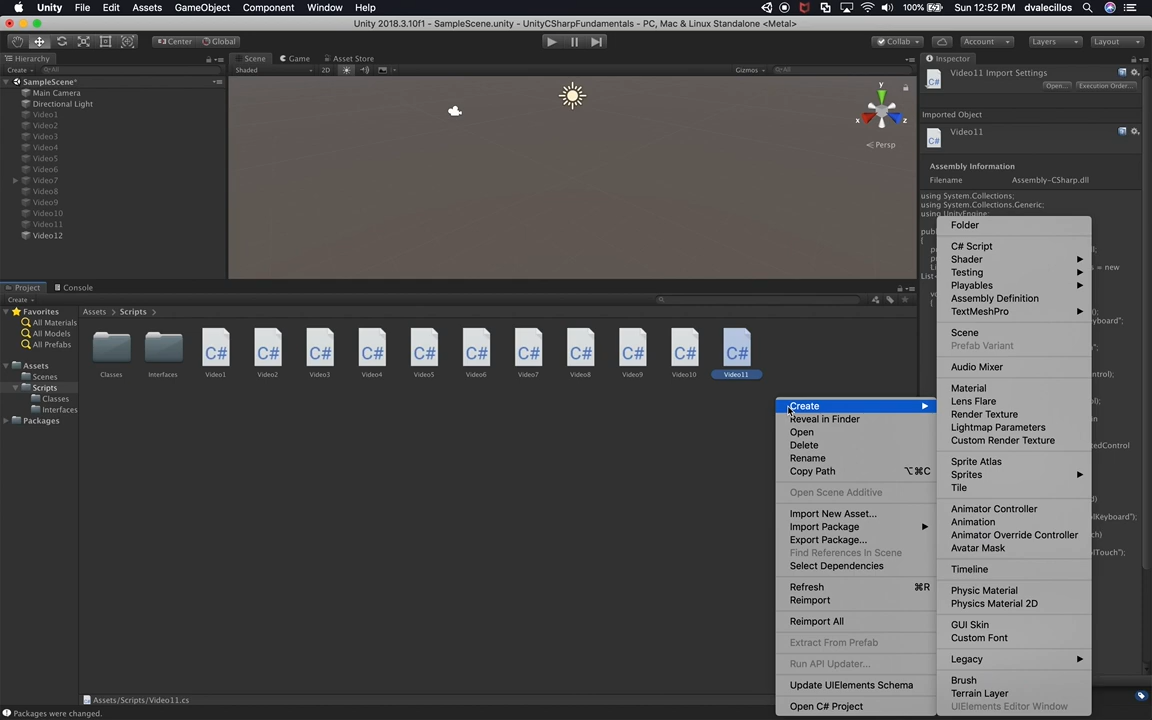 Unity File Edit Assets GameObject Component Window Help 100% Sun 12:52 PM dvalecillos
Unity 2018.3.10f1 - SampleScene.unity - UnityCSharpFundamentals - PC, Mac & Linux Standalone <Metal>
Center Global Collab Account Layers Layout
Hierarchy
Create All
SampleScene*
Main Camera
Directional Light
Video1
Video2
Video3
Video4
Video5
Video6
Video7
Video8
Video9
Video10
Video11
Video12
Scene Game Asset Store
Shaded 2D Gizmos All
y
x z
Persp
Inspector
Video11 Import Settings
Open... Execution Order...
Imported Object
Video11
Assembly Information
Filename Assembly-CSharp.dll
using System.Collections;
using System.Collections.Generic;
using UnityEngine;
Project Console
Create
Favorites
All Materials
All Models
All Prefabs
Assets
Scenes
Scripts
Classes
Interfaces
Packages
Assets > Scripts >
C# C# C# C# C# C# C# C# C# C# C#
Classes Interfaces Video1 Video2 Video3 Video4 Video5 Video6 Video7 Video8 Video9 Video10 Video11
Create
Reveal in Finder
Open
Delete
Rename
Copy Path ⌥⌘C
Open Scene Additive
Import New Asset...
Import Package
Export Package...
Find References In Scene
Select Dependencies
Refresh ⌘R
Reimport
Reimport All
Extract From Prefab
Run API Updater...
Update UIElements Schema
Open C# Project
Folder
C# Script
Shader
Testing
Playables
Assembly Definition
TextMeshPro
Scene
Prefab Variant
Audio Mixer
Material
Lens Flare
Render Texture
Lightmap Parameters
Custom Render Texture
Sprite Atlas
Sprites
Tile
Animator Controller
Animation
Animator Override Controller
Avatar Mask
Timeline
Physic Material
Physics Material 2D
GUI Skin
Custom Font
Legacy
Brush
Terrain Layer
UIElements Editor Window
Assets/Scripts/Video11.cs
Packages were changed.